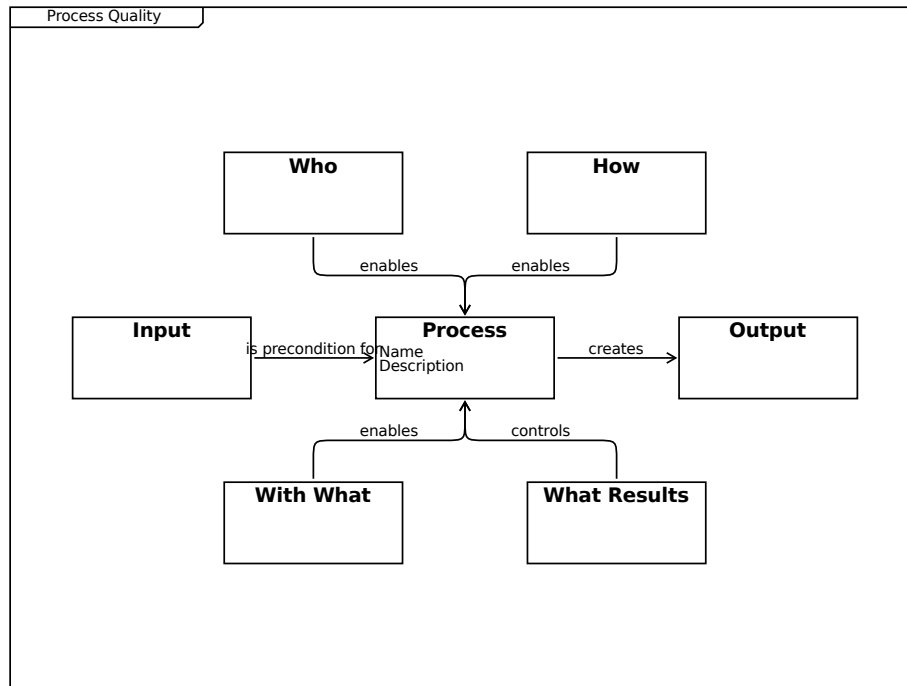 Process Quality
Who
How
enables
enables
Input
Process
Output
is precondition for
Name
Description
creates
enables
controls
With What
What Results